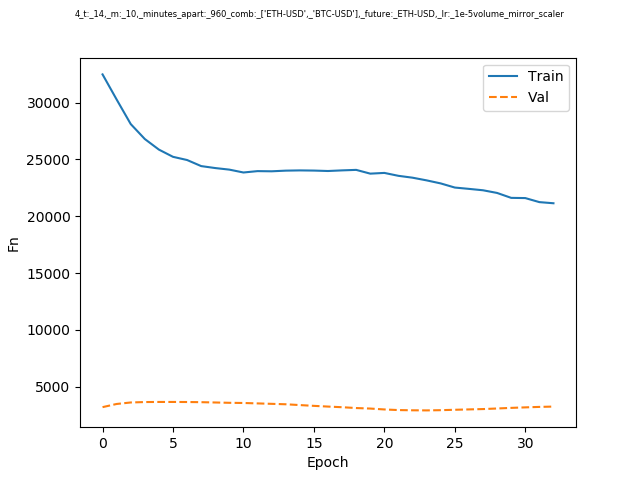 4_t:_14,_m:_10,_minutes_apart:_960_comb:_['ETH-USD',_'BTC-USD'],_future:_ETH-USD,_lr:_1e-5volume_mirror_scaler
Train
Val
30000
25000
20000
15000
10000
5000
Fn
0 5 10 15 20 25 30
Epoch